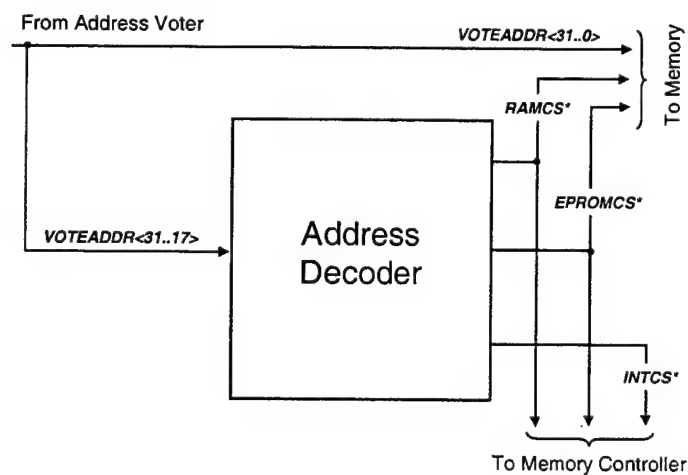 From Address Voter
VOTEADDR<31..0>
To Memory
RAMCS*
EPROMCS*
VOTEADDR<31..17>
Address
Decoder
INTCS*
To Memory Controller